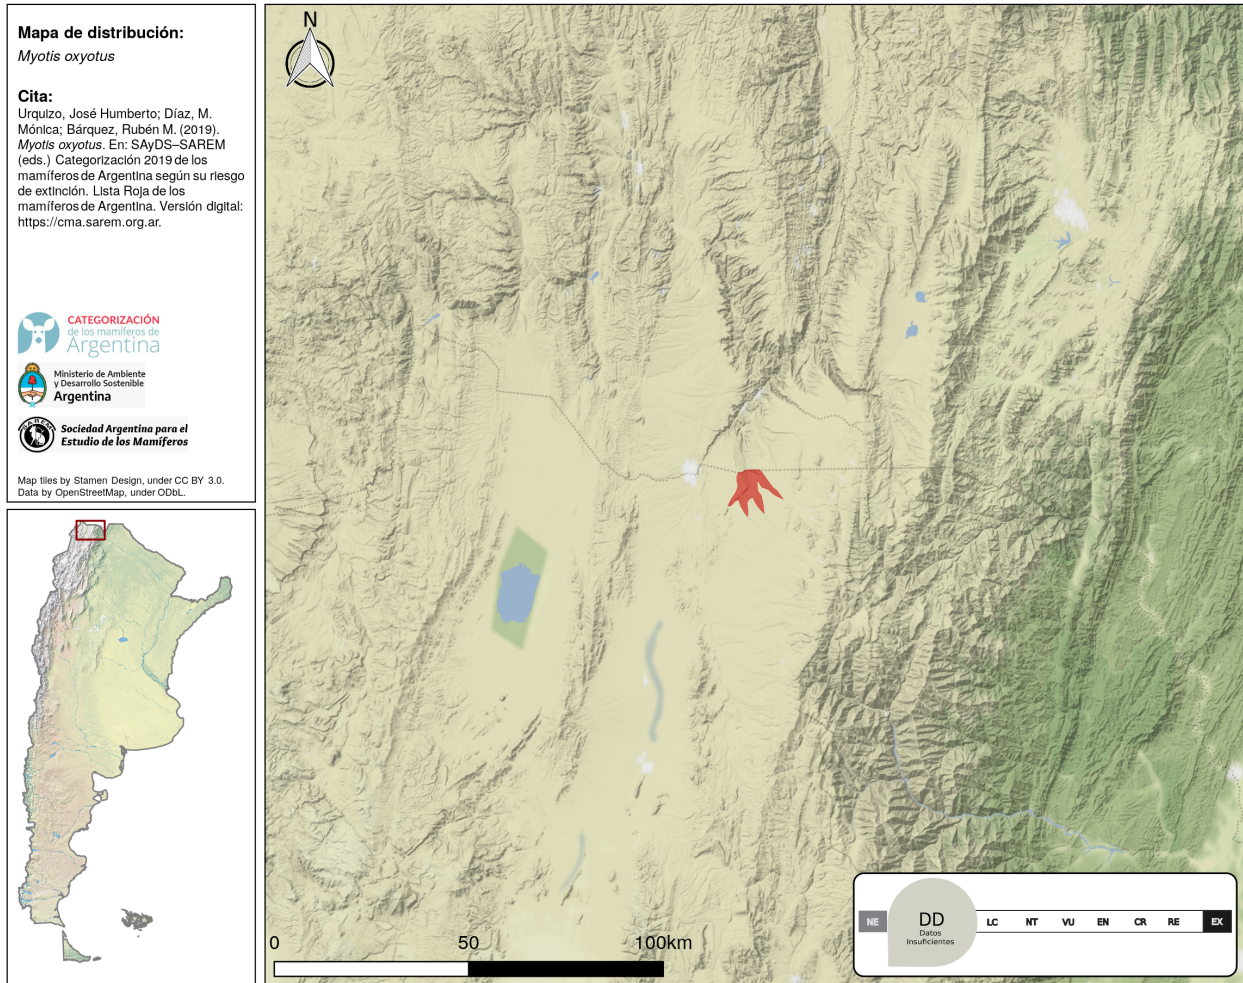 Mapa de distribución:
Myotis oxyotus
Cita:
Urquizo, José Humberto; Díaz, M.
Mónica; Bárquez, Rubén M. (2019).
Myotis oxyotus. En: SAyDS–SAREM
(eds.) Categorización 2019 de los
mamíferos de Argentina según su riesgo
de extinción. Lista Roja de los
mamíferos de Argentina. Versión digital:
https://cma.sarem.org.ar.
CATEGORIZACIÓN
de los mamíferos de
Argentina
Ministerio de Ambiente
y Desarrollo Sostenible
Argentina
SAREM
Sociedad Argentina para el
Estudio de los Mamíferos
Map tiles by Stamen Design, under CC BY 3.0.
Data by OpenStreetMap, under ODbL.
N
0 50 100km
NE DD LC NT VU EN CR RE EX
Datos
Insuficientes